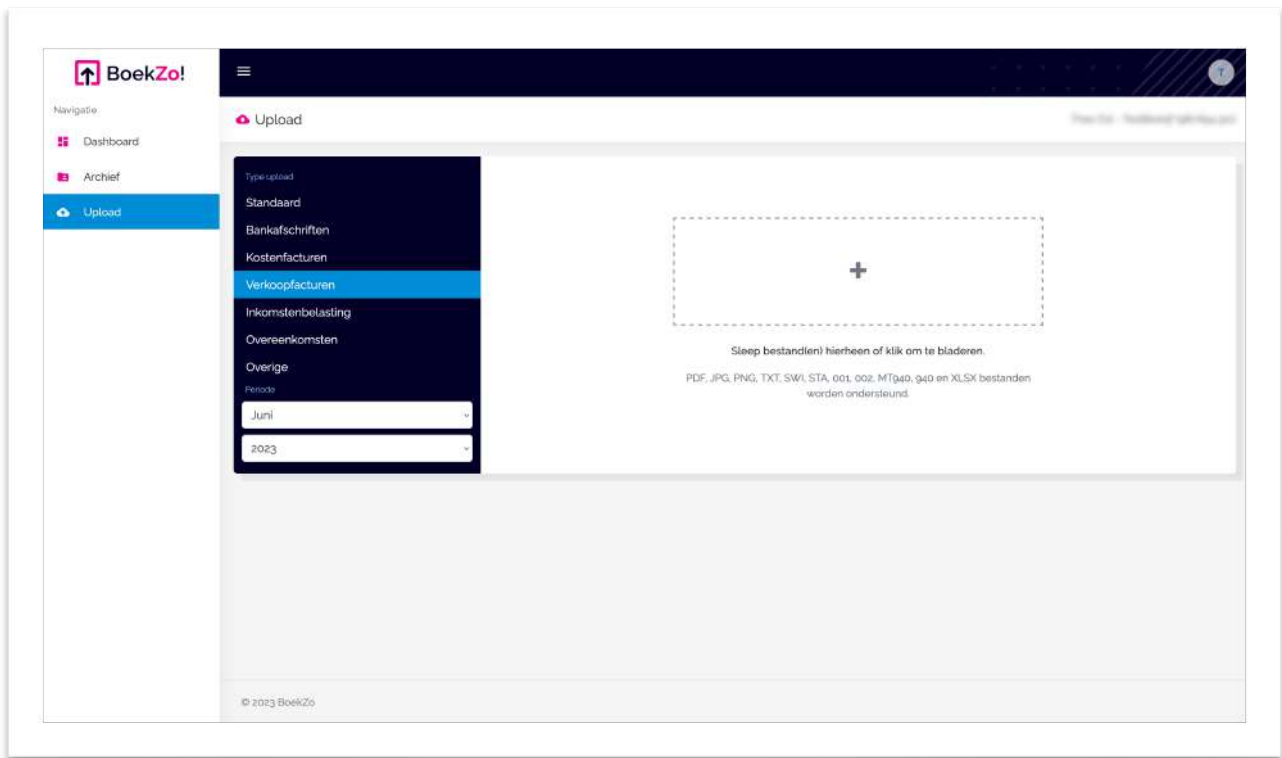 BoekZo!
T
Navigatie
Dashboard
Archief
Upload
Upload
Type upload
Standaard
Bankafschriften
Kostenfacturen
Verkoopfacturen
Inkomstenbelasting
Overeenkomsten
Overige
Periode
Juni
2023
Sleep bestand(en) hierheen of klik om te bladeren.
PDF, JPG, PNG, TXT, SWI, STA, 001, 002, MT940, 940 en XLSX bestanden
worden ondersteund.
© 2023 BoekZo